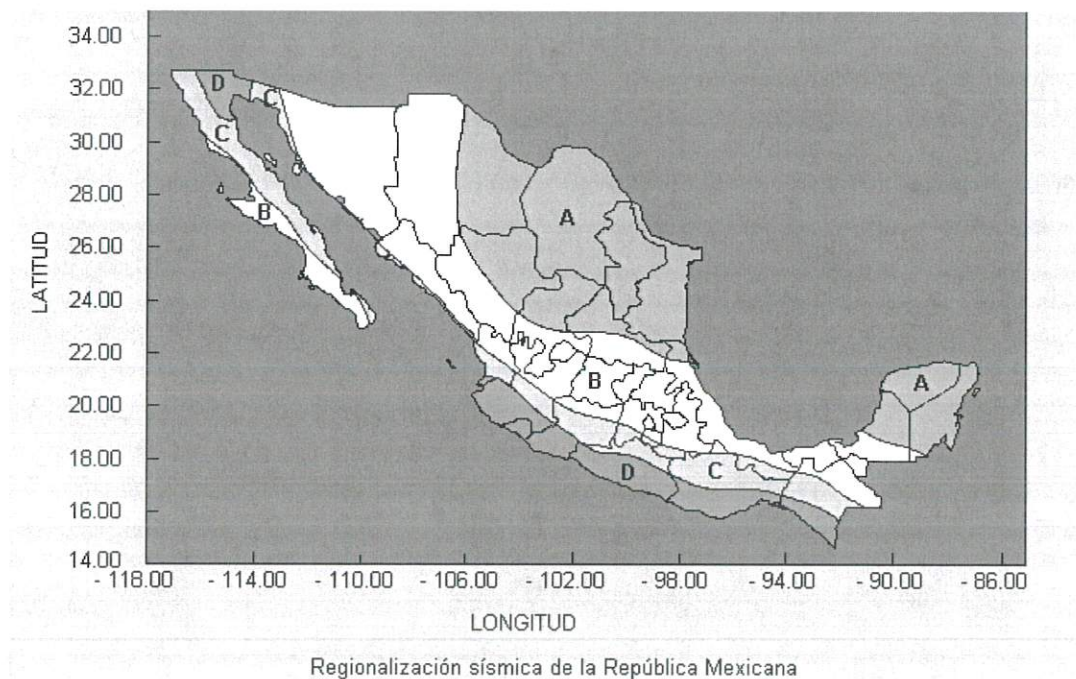 34.00
32.00
30.00
28.00
26.00
24.00
22.00
20.00
18.00
16.00
14.00
LATITUD
D
C
C
B
A
B
A
D
C
- 118.00
- 114.00
- 110.00
- 106.00
- 102.00
- 98.00
- 94.00
- 90.00
- 86.00
LONGITUD
Regionalización sísmica de la República Mexicana